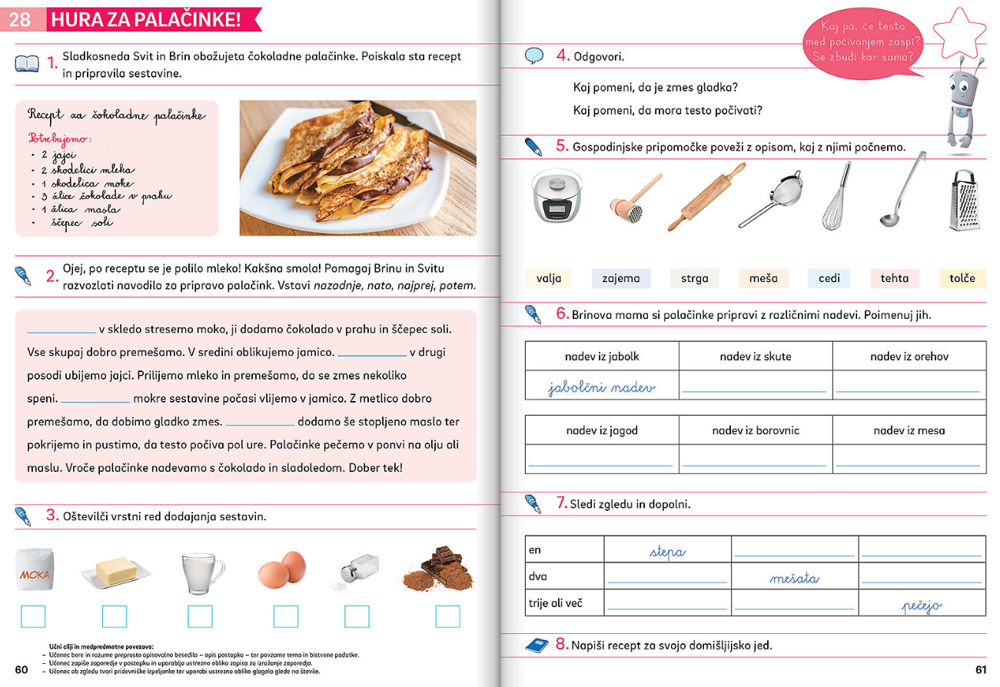 28 HURA ZA PALAČINKE!
1. Sladkosneda Svit in Brin obožujeta čokoladne palačinke. Poiskala sta recept
in pripravila sestavine.
Recept za čokoladne palačinke
Potrebujemo:
• 2 jajci
• 2 skodelici mleka
• 1 skodelica moke
• 3 žlice čokolade v prahu
• 1 žlica masla
• ščepec soli
2. Ojej, po receptu se je polilo mleko! Kakšna smola! Pomagaj Brinu in Svitu
razvozlati navodila za pripravo palačink. Vstavi nazadnje, nato, najprej, potem.
____________ v skledo stresemo moko, ji dodamo čokolado v prahu in ščepec soli.
Vse skupaj dobro premešamo. V sredini oblikujemo jamico. ____________ v drugi
posodi ubijemo jajci. Prilijemo mleko in premešamo, da se zmes nekoliko
speni. ____________ mokre sestavine počasi vlijemo v jamico. Z metlico dobro
premešamo, da dobimo gladko zmes. ____________ dodamo še stopljeno maslo ter
pokrijemo in pustimo, da testo počiva pol ure. Palačinke pečemo v ponvi na olju ali
maslu. Vroče palačinke nadevamo s čokolado in sladoledom. Dober tek!
3. Oštevilči vrstni red dodajanja sestavin.
MOKA
Učni cilji in medpredmetne povezave:
– Učenec bere in razume preprosto opisovalno besedilo – opis postopka – ter povzame temo in bistvene podatke.
– Učenec zapiše zaporedje v postopku in uporablja ustrezno obliko zapisa za izražanje zaporedja.
– Učenec ob zgledu tvori pridevniške izpeljanke ter uporabi ustrezno obliko glagola glede na število.
60
Kaj pa, če testo
med počivanjem zaspi?
Se zbudi kar samo?
4. Odgovori.
Kaj pomeni, da je zmes gladka?
Kaj pomeni, da mora testo počivati?
5. Gospodinjske pripomočke poveži z opisom, kaj z njimi počnemo.
valja zajema strga meša cedi tehta tolče
6. Brinova mama si palačinke pripravi z različnimi nadevi. Poimenuj jih.
nadev iz jabolk nadev iz skute nadev iz orehov
jabolčni nadev
nadev iz jagod nadev iz borovnic nadev iz mesa
7. Sledi zgledu in dopolni.
en stepa
dva mešata
trije ali več pečejo
8. Napiši recept za svojo domišljijsko jed.
61